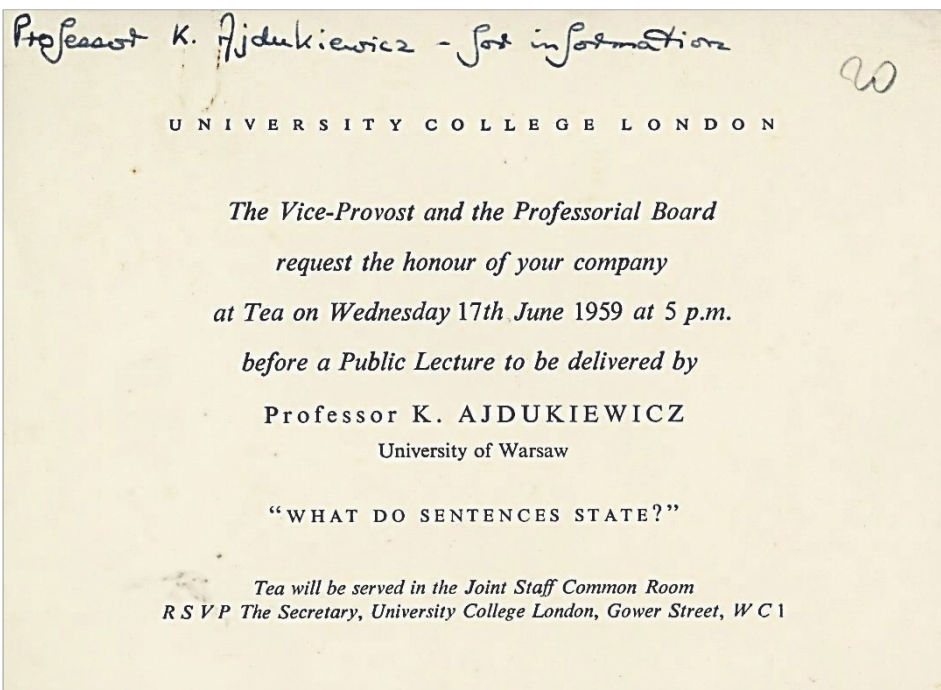 Professor K. Ajdukiewicz - for information
20
UNIVERSITY COLLEGE LONDON
The Vice-Provost and the Professorial Board
request the honour of your company
at Tea on Wednesday 17th June 1959 at 5 p.m.
before a Public Lecture to be delivered by
Professor K. AJDUKIEWICZ
University of Warsaw
“WHAT DO SENTENCES STATE?”
Tea will be served in the Joint Staff Common Room
R S V P The Secretary, University College London, Gower Street, W C 1